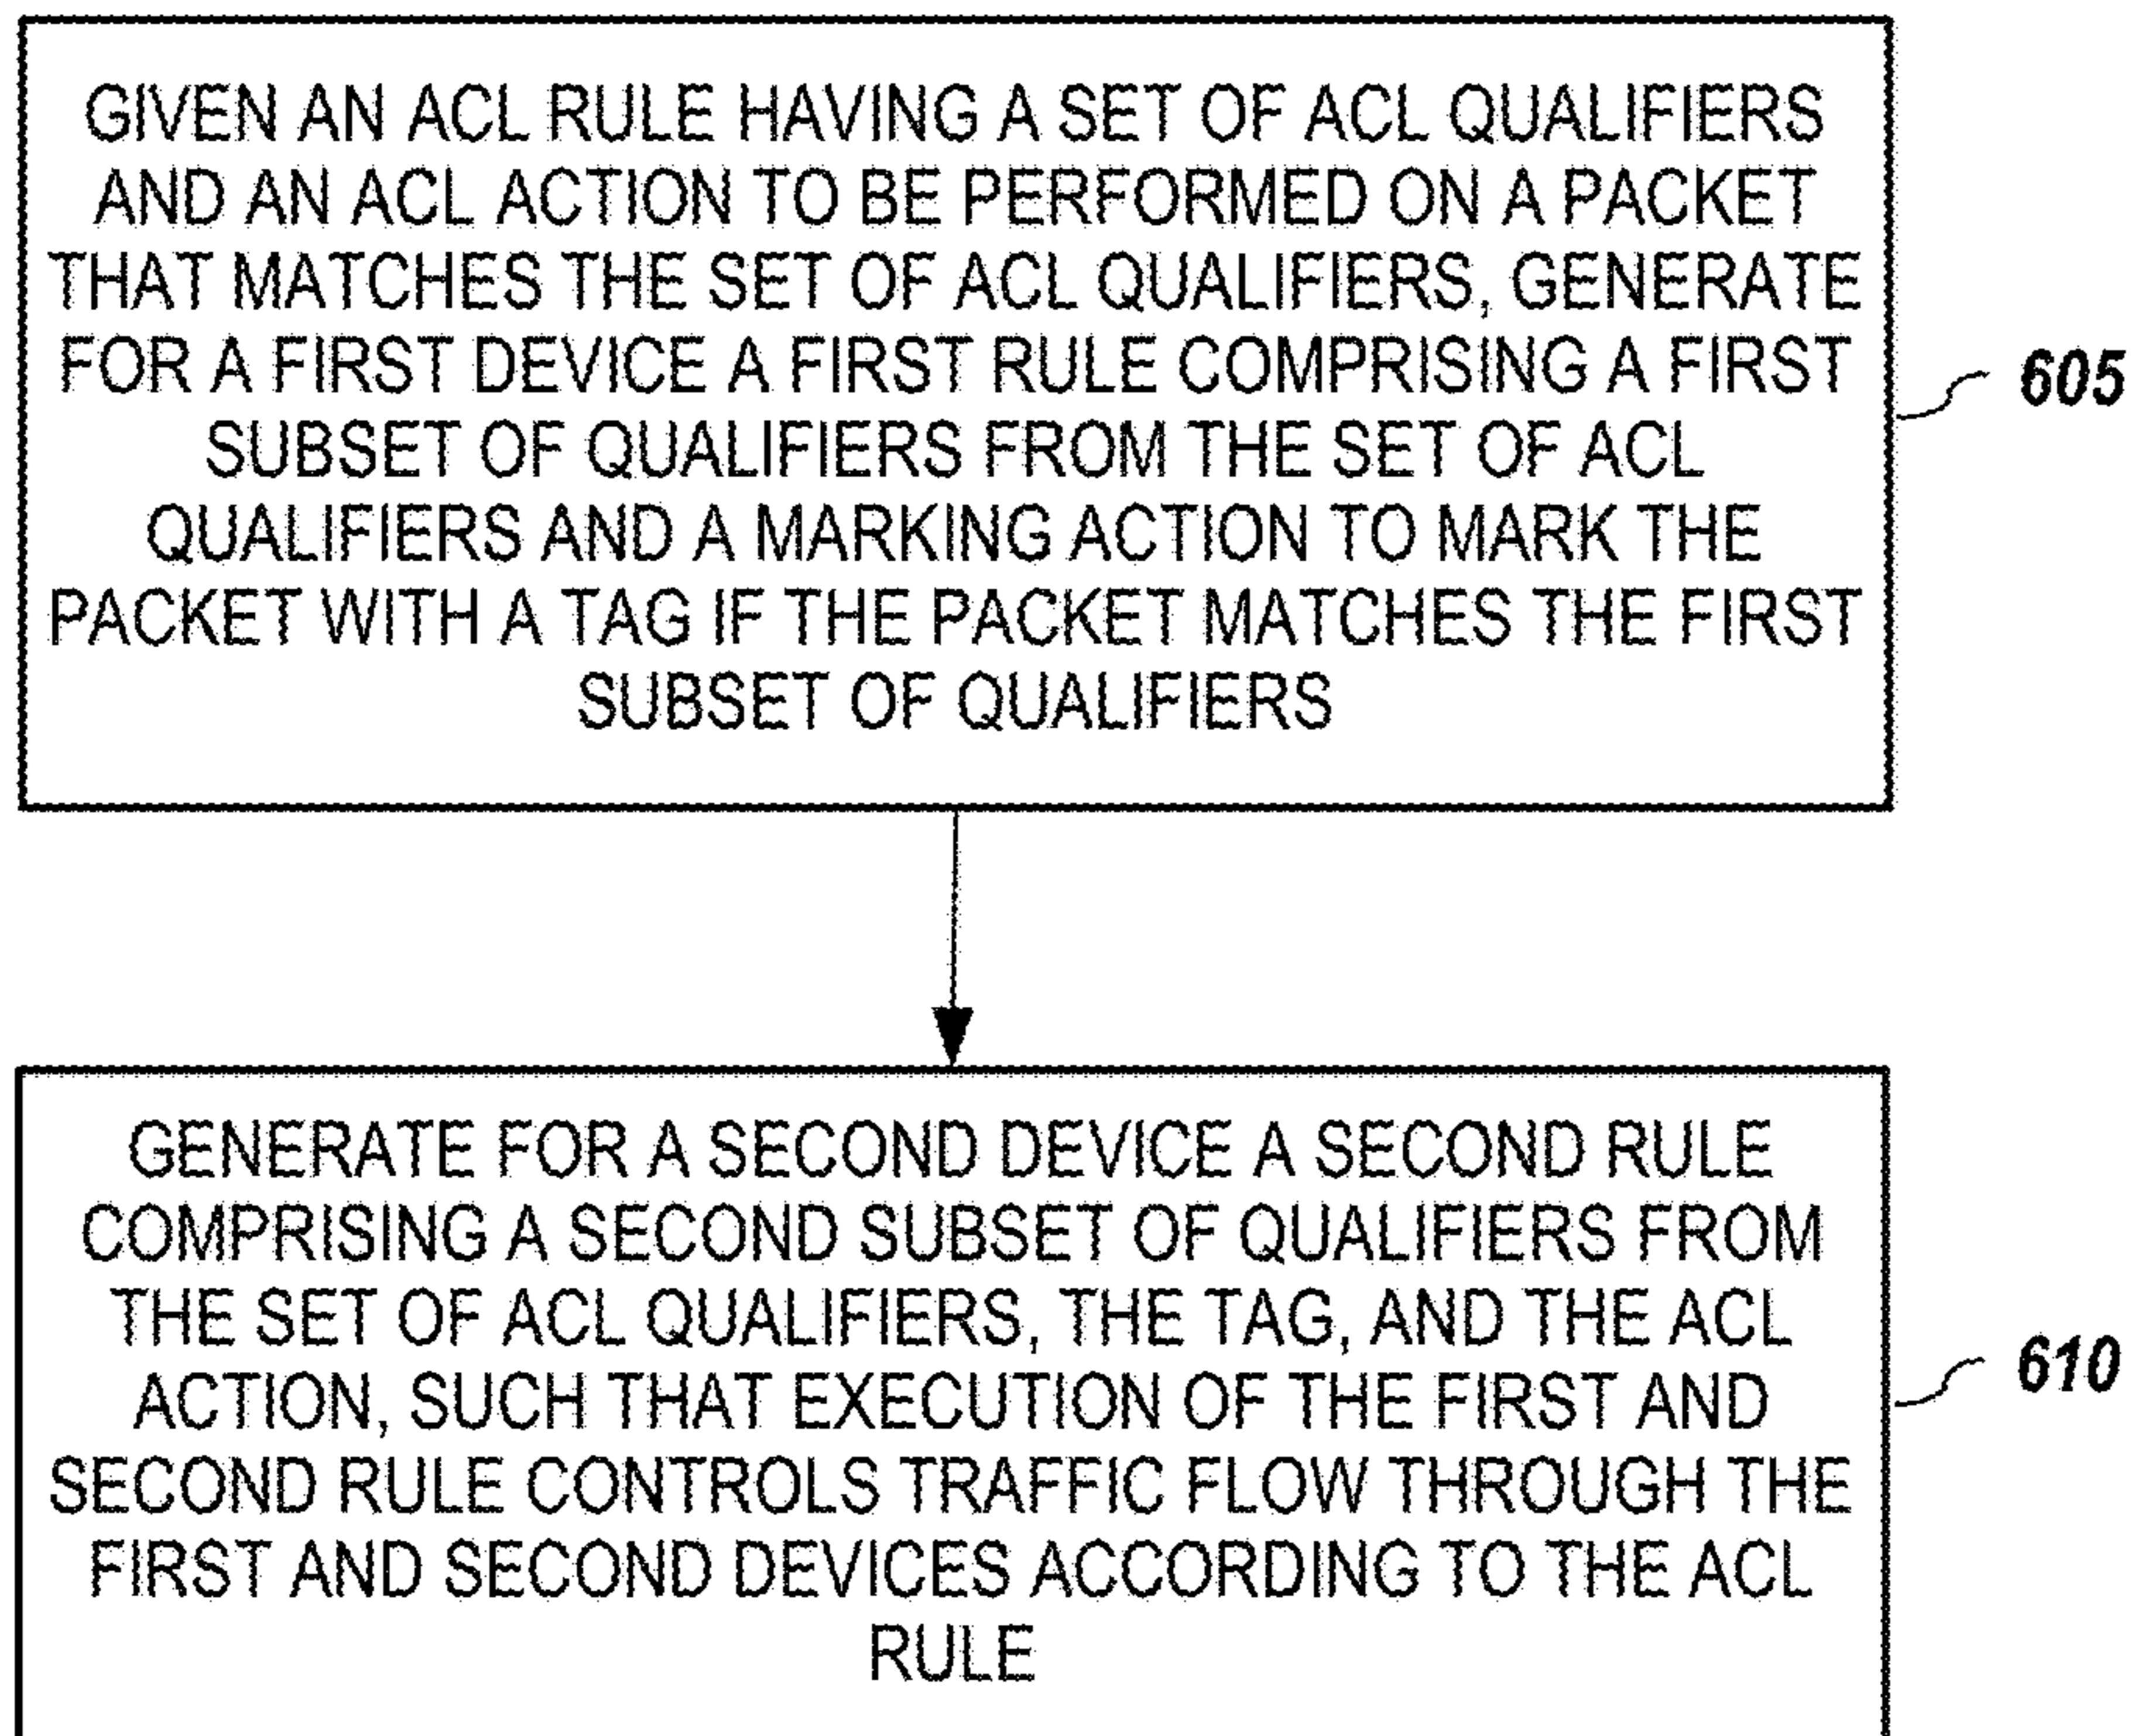 GIVEN AN ACL RULE HAVING A SET OF ACL QUALIFIERS
AND AN ACL ACTION TO BE PERFORMED ON A PACKET
THAT MATCHES THE SET OF ACL QUALIFIERS, GENERATE
FOR A FIRST DEVICE A FIRST RULE COMPRISING A FIRST
SUBSET OF QUALIFIERS FROM THE SET OF ACL
QUALIFIERS AND A MARKING ACTION TO MARK THE
PACKET WITH A TAG IF THE PACKET MATCHES THE FIRST
SUBSET OF QUALIFIERS
605
GENERATE FOR A SECOND DEVICE A SECOND RULE
COMPRISING A SECOND SUBSET OF QUALIFIERS FROM
THE SET OF ACL QUALIFIERS, THE TAG, AND THE ACL
ACTION, SUCH THAT EXECUTION OF THE FIRST AND
SECOND RULE CONTROLS TRAFFIC FLOW THROUGH THE
FIRST AND SECOND DEVICES ACCORDING TO THE ACL
RULE
610